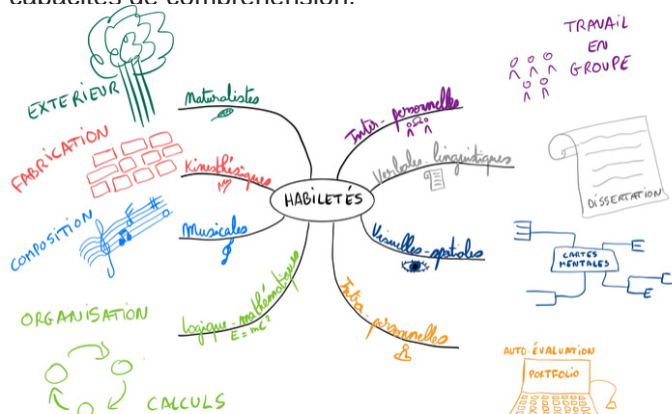 capacités de compréhension.
TRAVAIL
EN
GROUPE
EXTERIEUR
Naturalistes
Inter-personnelles
FABRICATION
Kinesthésiques
Verbales-linguistiques
DISSERTATION
HABILETÉS
COMPOSITION
Musicales
Visuelles-spatiales
CARTES
MENTALES
ORGANISATION
Logique-mathématiques
E=mc²
Intra-personnelles
AUTO-ÉVALUATION
PORTFOLIO
CALCULS